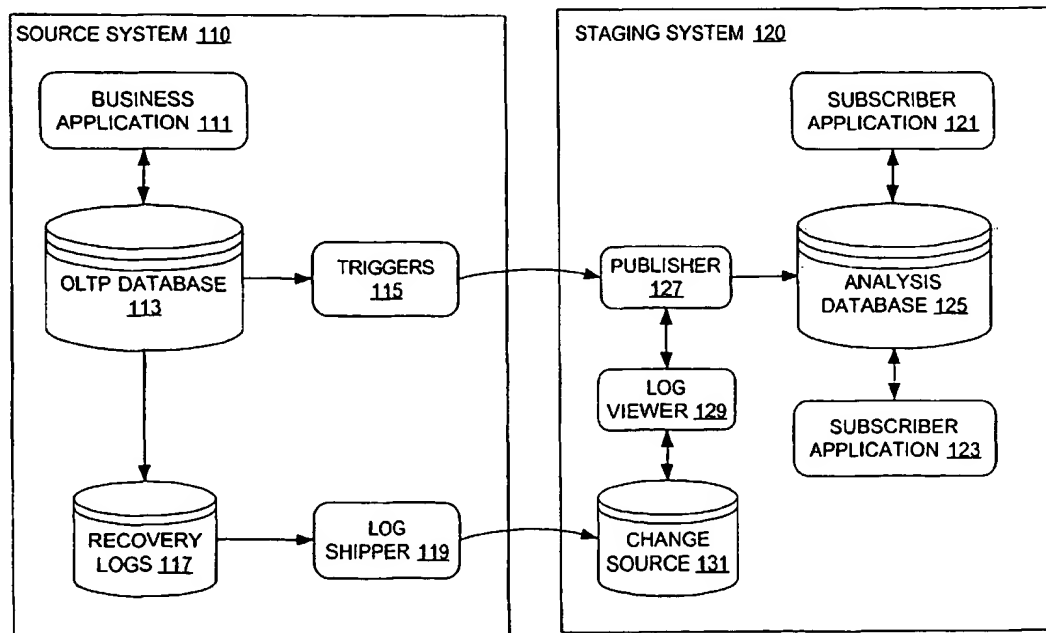 SOURCE SYSTEM 110
BUSINESS
APPLICATION 111
OLTP DATABASE
113
TRIGGERS
115
RECOVERY
LOGS 117
LOG
SHIPPER 119
STAGING SYSTEM 120
SUBSCRIBER
APPLICATION 121
PUBLISHER
127
ANALYSIS
DATABASE 125
LOG
VIEWER 129
SUBSCRIBER
APPLICATION 123
CHANGE
SOURCE 131